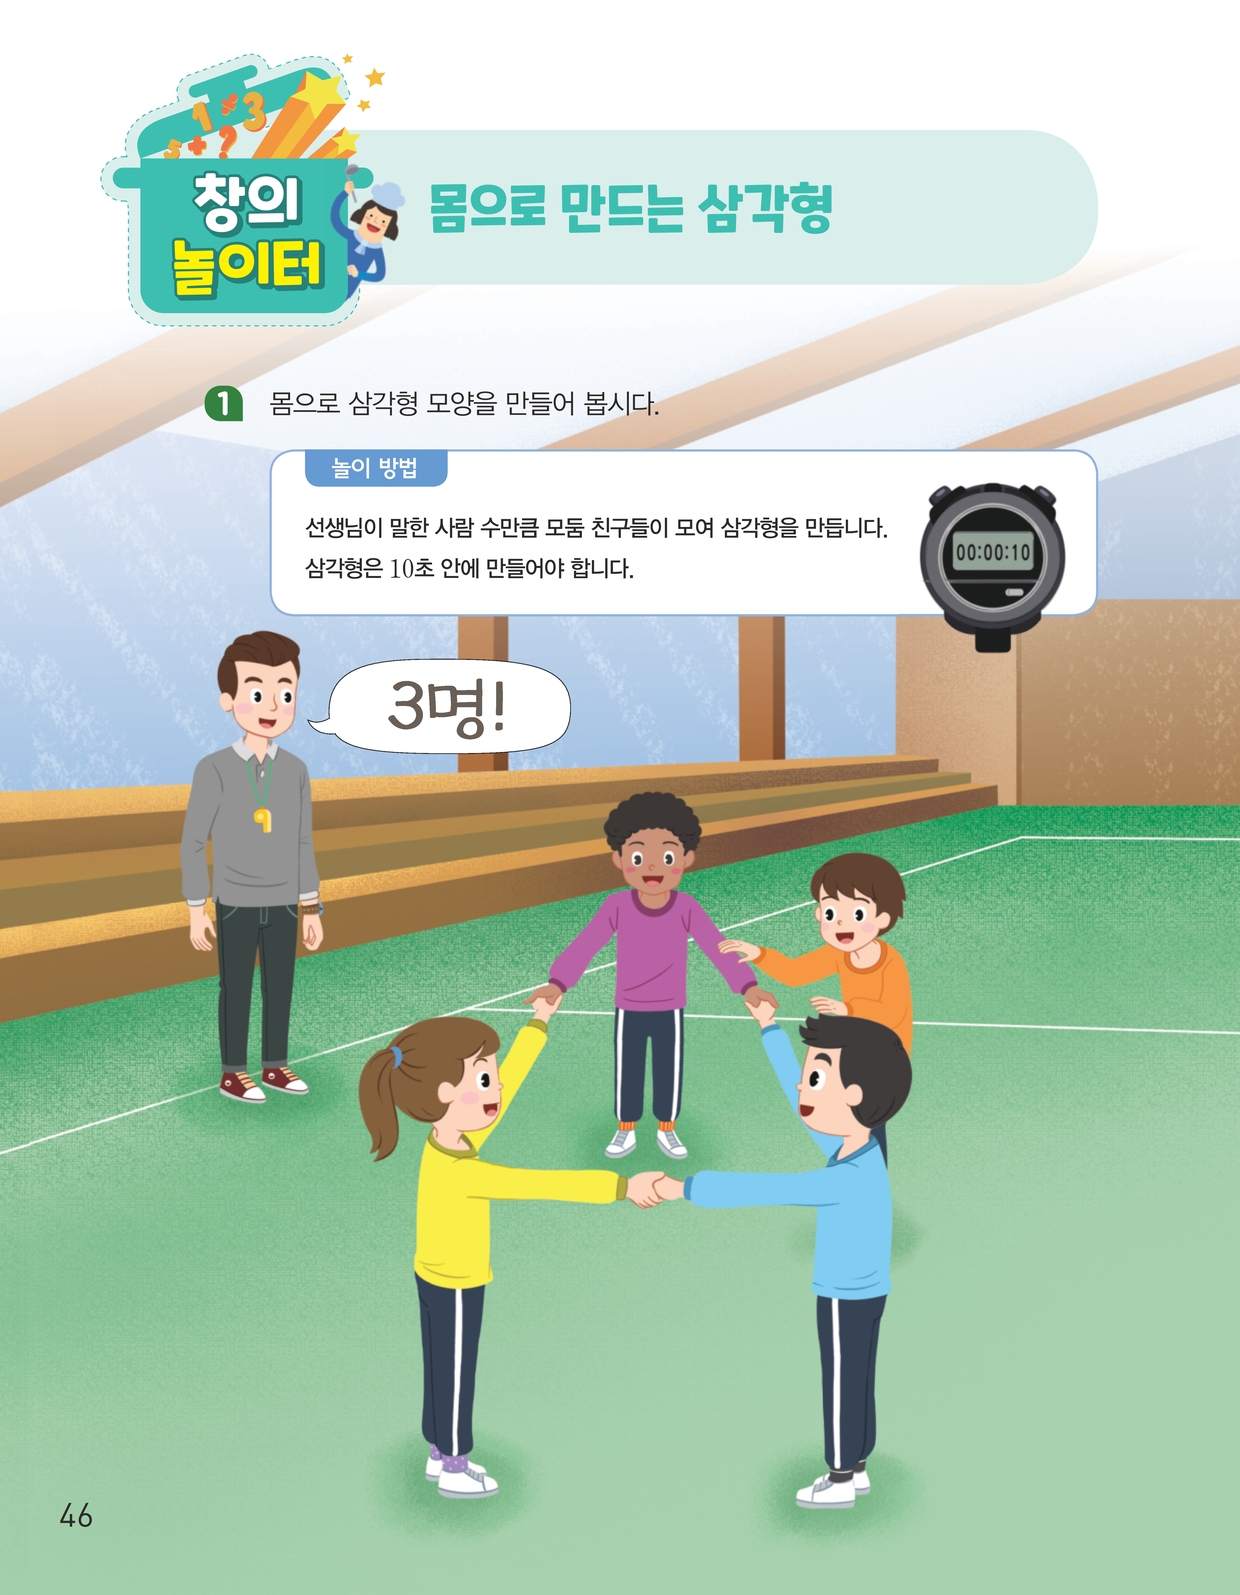 1 × 3
5 + ?
창의
놀이터
몸으로 만드는 삼각형
1 몸으로 삼각형 모양을 만들어 봅시다.
놀이 방법
선생님이 말한 사람 수만큼 모둠 친구들이 모여 삼각형을 만듭니다.
삼각형은 10초 안에 만들어야 합니다.
00:00:10
3명!
46